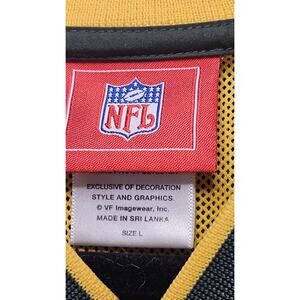 NFL
EXCLUSIVE OF DECORATION
STYLE AND GRAPHICS
© VF Imagewear, Inc.
MADE IN SRI LANKA
SIZE L